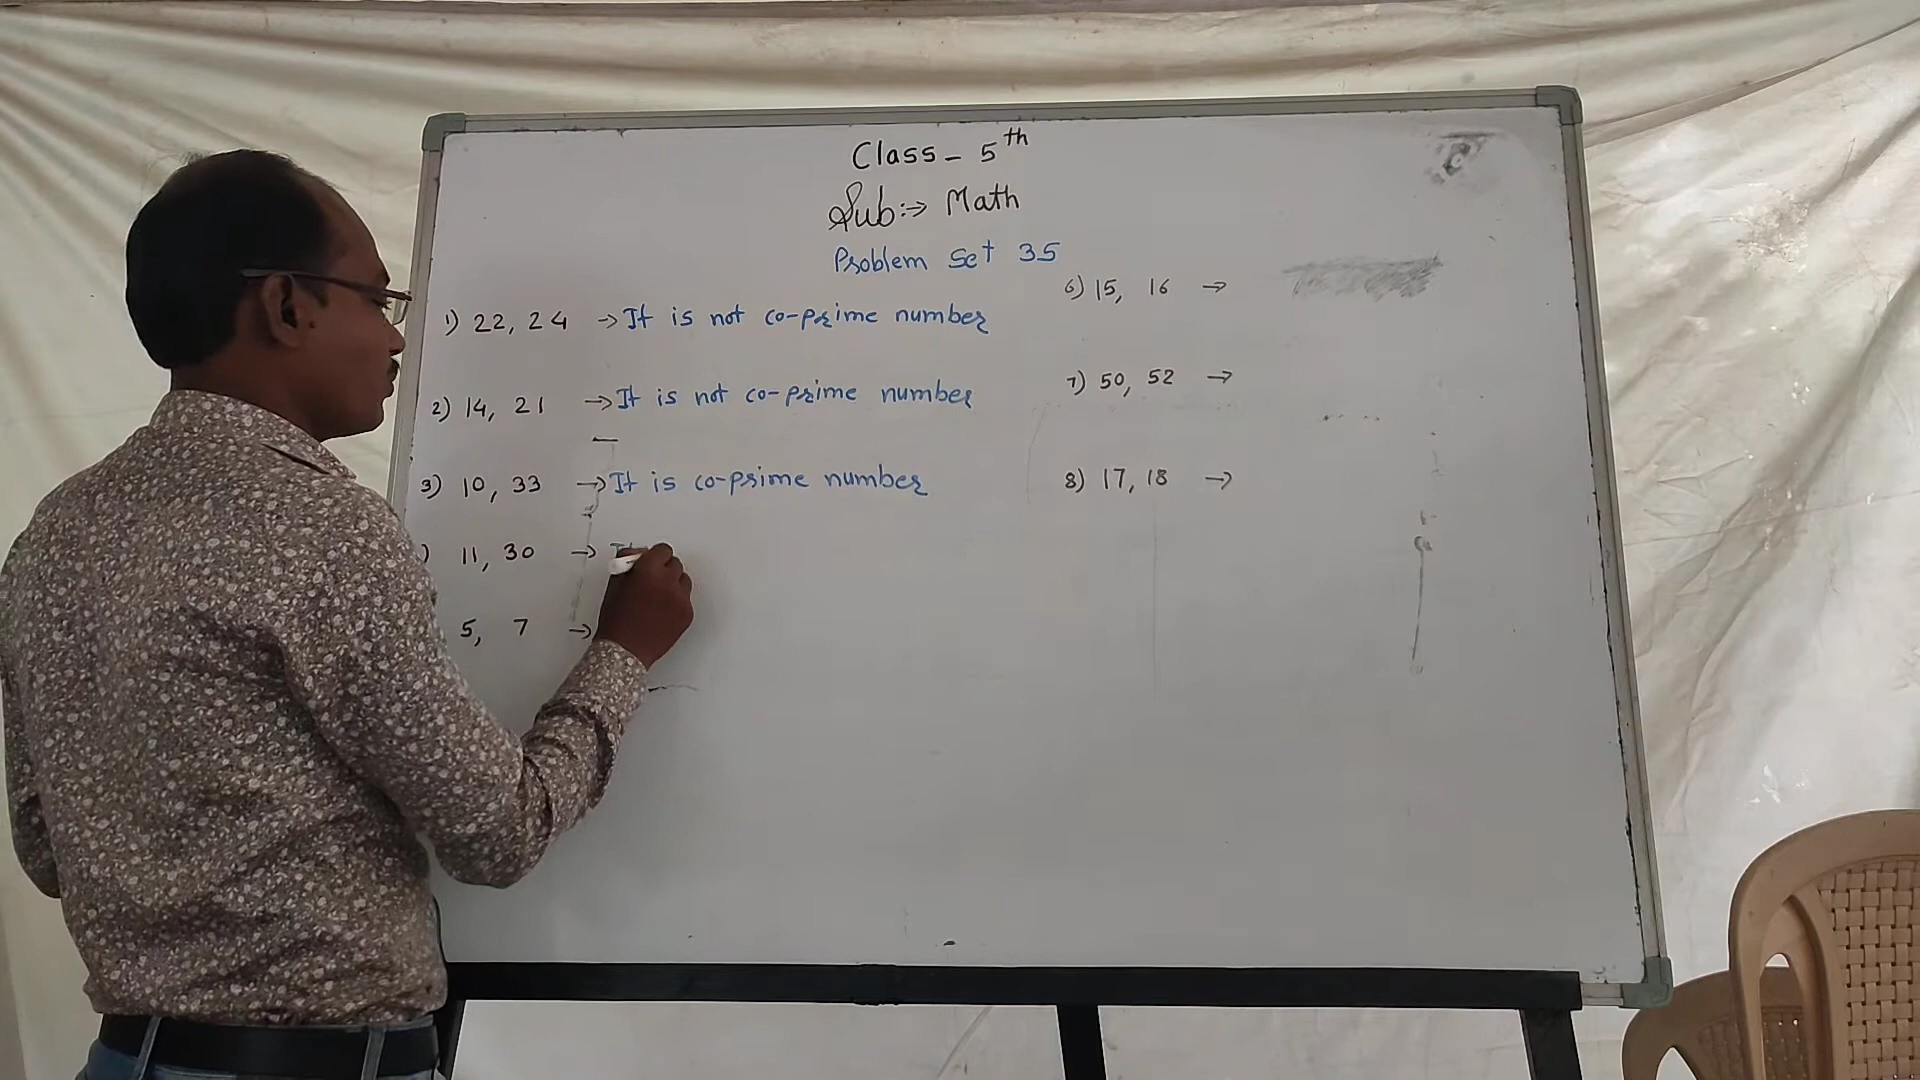 Class - 5th
Sub:→ Math
Problem Set 35
1) 22, 24 → It is not co-prime number
2) 14, 21 → It is not co-prime number
3) 10, 33 → It is co-prime number
) 11, 30 → It
5, 7 →
6) 15, 16 →
7) 50, 52 →
8) 17, 18 →